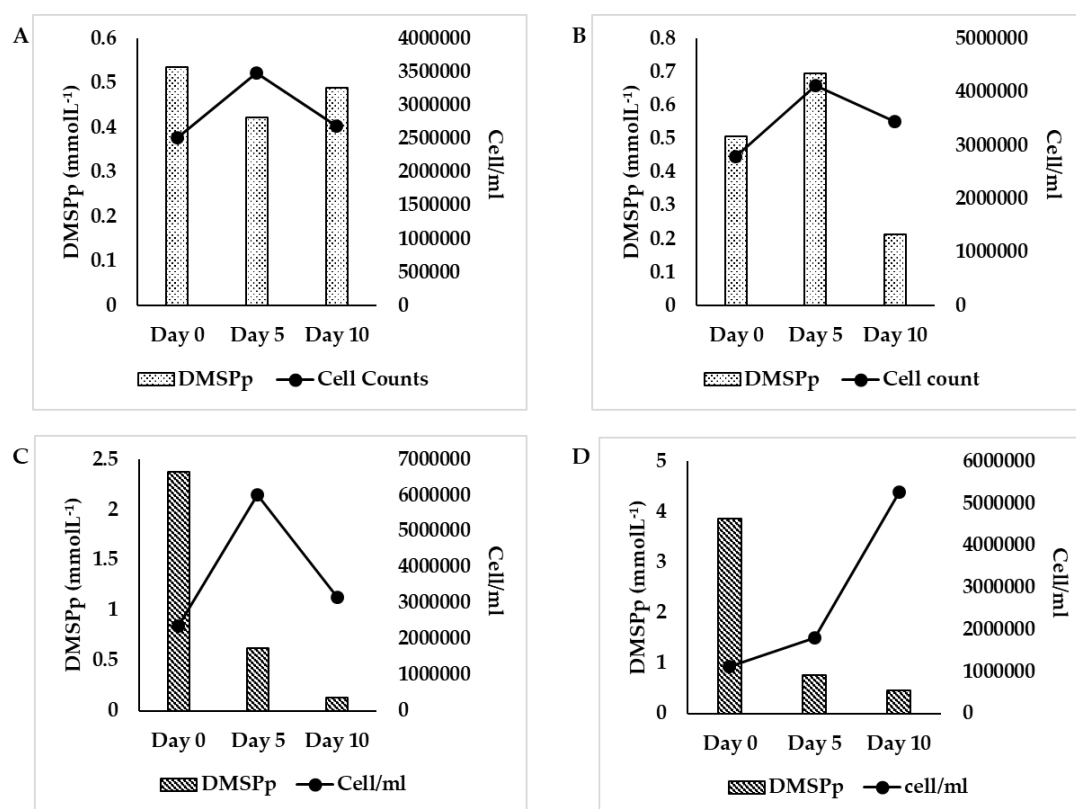 A
DMSPp (mmolL⁻¹)
0.6
0.5
0.4
0.3
0.2
0.1
0
4000000
3500000
3000000
2500000
2000000
1500000
1000000
500000
0
Cell/ml
Day 0 Day 5 Day 10
DMSPp Cell Counts
B
DMSPp (mmolL⁻¹)
0.8
0.7
0.6
0.5
0.4
0.3
0.2
0.1
0
5000000
4000000
3000000
2000000
1000000
0
Cell/ml
Day 0 Day 5 Day 10
DMSPp Cell count
C
DMSPp (mmolL⁻¹)
2.5
2
1.5
1
0.5
0
7000000
6000000
5000000
4000000
3000000
2000000
1000000
0
Cell/ml
Day 0 Day 5 Day 10
DMSPp Cell/ml
D
DMSPp (mmolL⁻¹)
5
4
3
2
1
0
6000000
5000000
4000000
3000000
2000000
1000000
0
Cell/ml
Day 0 Day 5 Day 10
DMSPp cell/ml